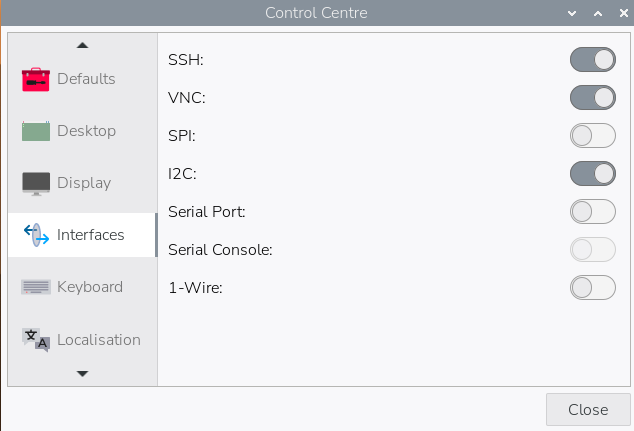 Control Centre
Defaults
Desktop
Display
Interfaces
Keyboard
Localisation
SSH:
VNC:
SPI:
I2C:
Serial Port:
Serial Console:
1-Wire:
Close